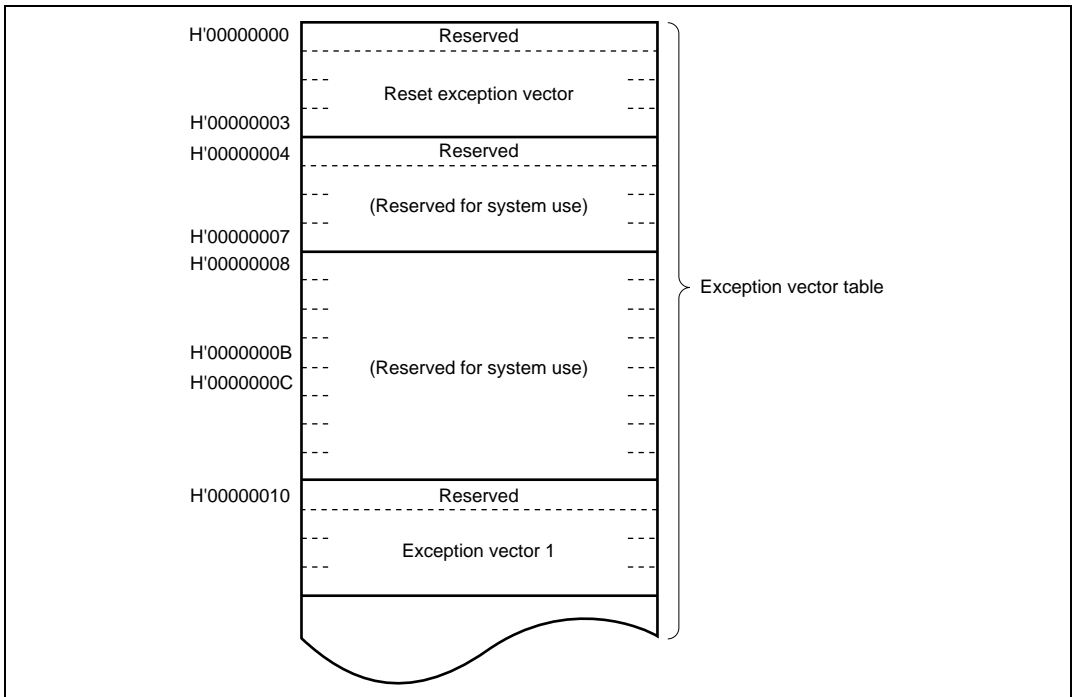 H'00000000
Reserved
Reset exception vector
H'00000003
H'00000004
Reserved
(Reserved for system use)
H'00000007
H'00000008
Exception vector table
H'0000000B
(Reserved for system use)
H'0000000C
H'00000010
Reserved
Exception vector 1